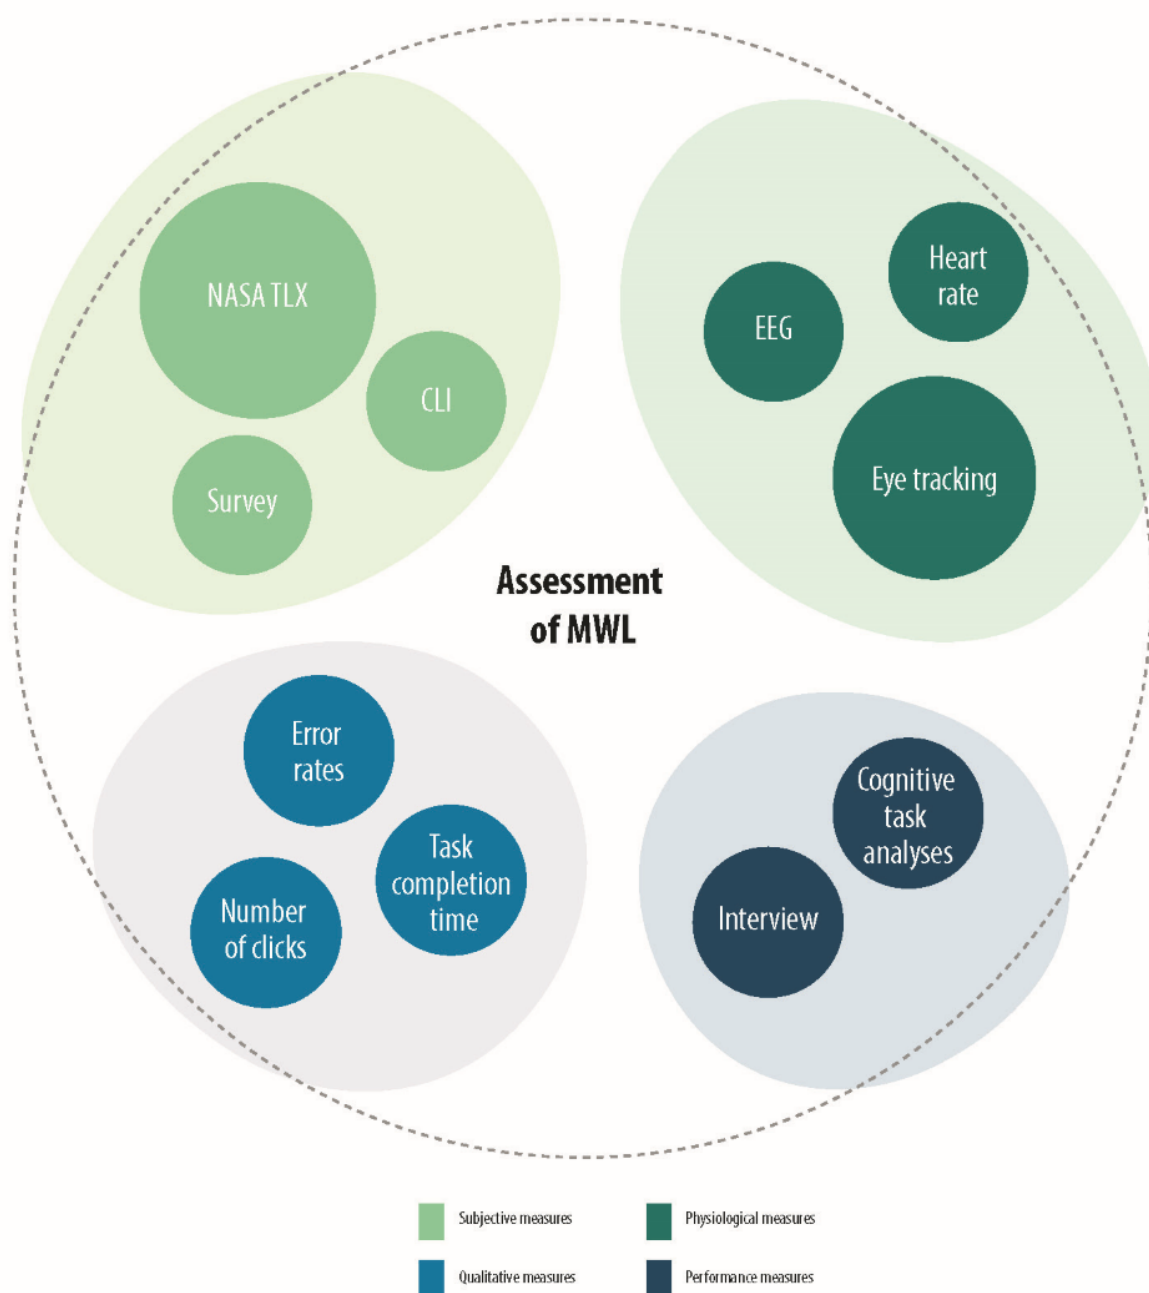 NASA TLX
CLI
Survey
Heart
rate
EEG
Eye tracking
Assessment
of MWL
Error
rates
Task
completion
time
Number
of clicks
Cognitive
task
analyses
Interview
Subjective measures
Physiological measures
Qualitative measures
Performance measures